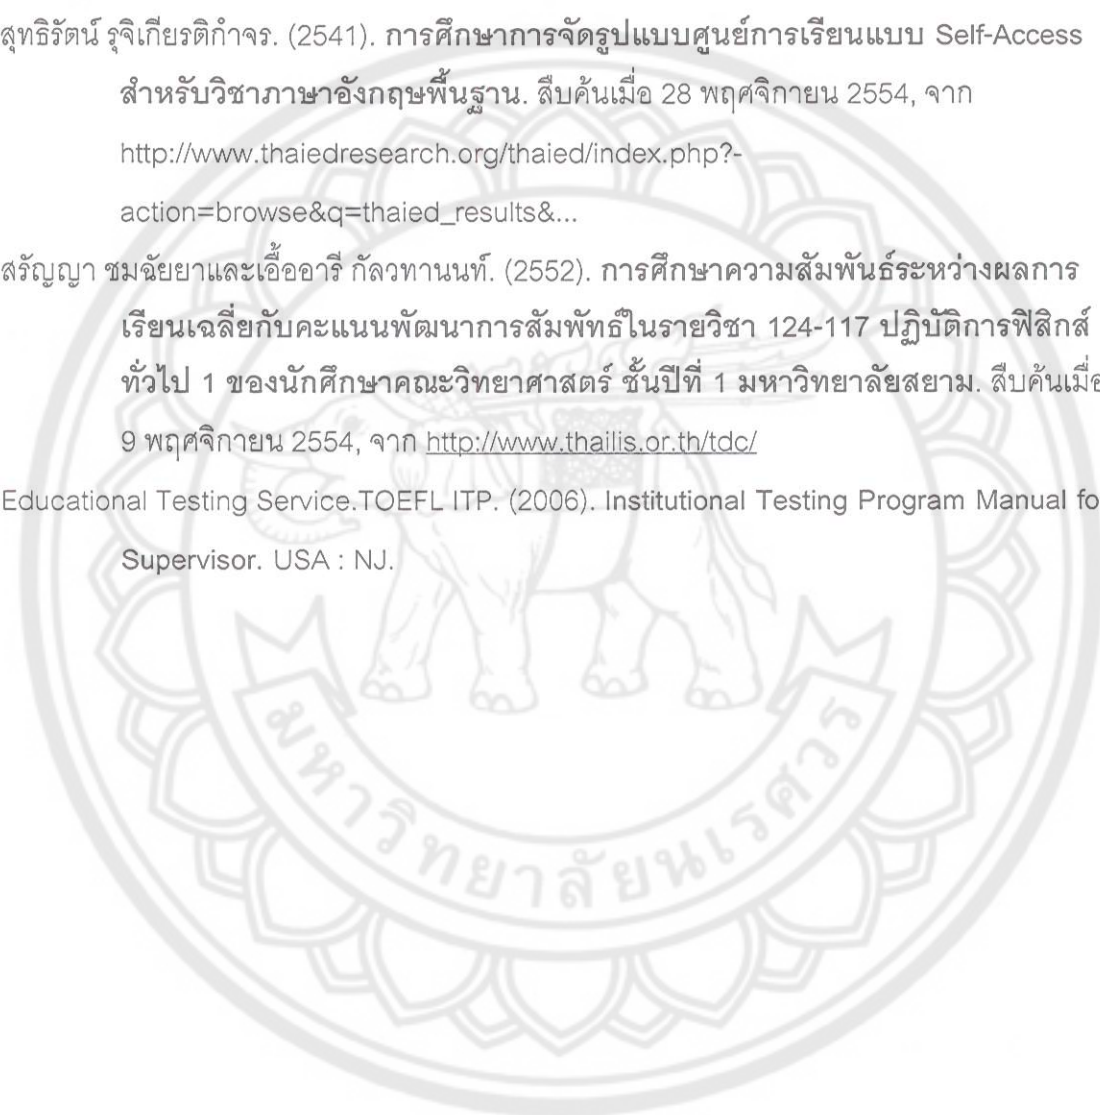 สุทธิรัตน์ รุจิเกียรติกำจร. (2541). การศึกษาการจัดรูปแบบศูนย์การเรียนแบบ Self-Access
สำหรับวิชาภาษาอังกฤษพื้นฐาน. สืบค้นเมื่อ 28 พฤศจิกายน 2554, จาก
http://www.thaiedresearch.org/thaied/index.php?-
action=browse&q=thaied_results&...
สรัญญา ชมฉัยยาและเอื้ออารี กัลวทานนท์. (2552). การศึกษาความสัมพันธ์ระหว่างผลการ
เรียนเฉลี่ยกับคะแนนพัฒนาการสัมพัทธ์ในรายวิชา 124-117 ปฏิบัติการฟิสิกส์
ทั่วไป 1 ของนักศึกษาคณะวิทยาศาสตร์ ชั้นปีที่ 1 มหาวิทยาลัยสยาม. สืบค้นเมื่อ
9 พฤศจิกายน 2554, จาก http://www.thailis.or.th/tdc/
Educational Testing Service.TOEFL ITP. (2006). Institutional Testing Program Manual fo
Supervisor. USA : NJ.
มหาวิทยาลัยนเรศวร